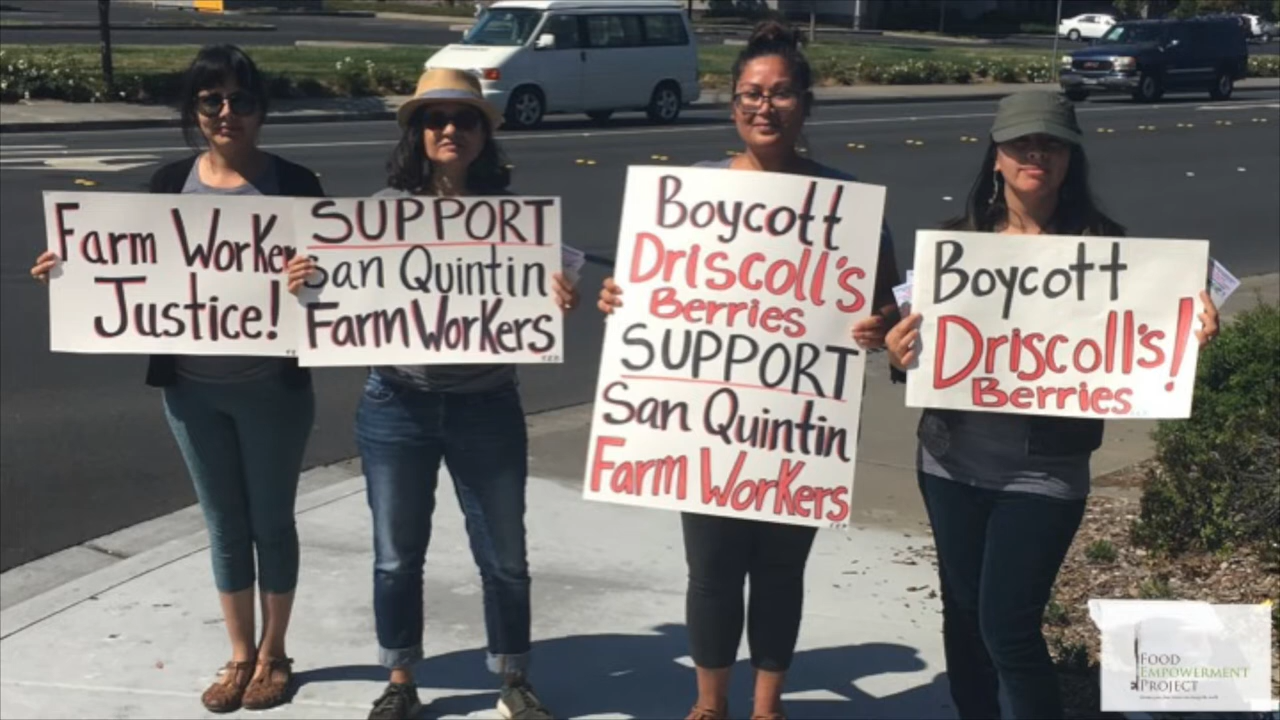 Farm Worker
Justice!
SUPPORT
San Quintin
Farm Workers
Boycott
Driscoll's
Berries
SUPPORT
San Quintin
Farm Workers
Boycott
Driscoll's!
Berries
FOOD
EMPOWERMENT
PROJECT